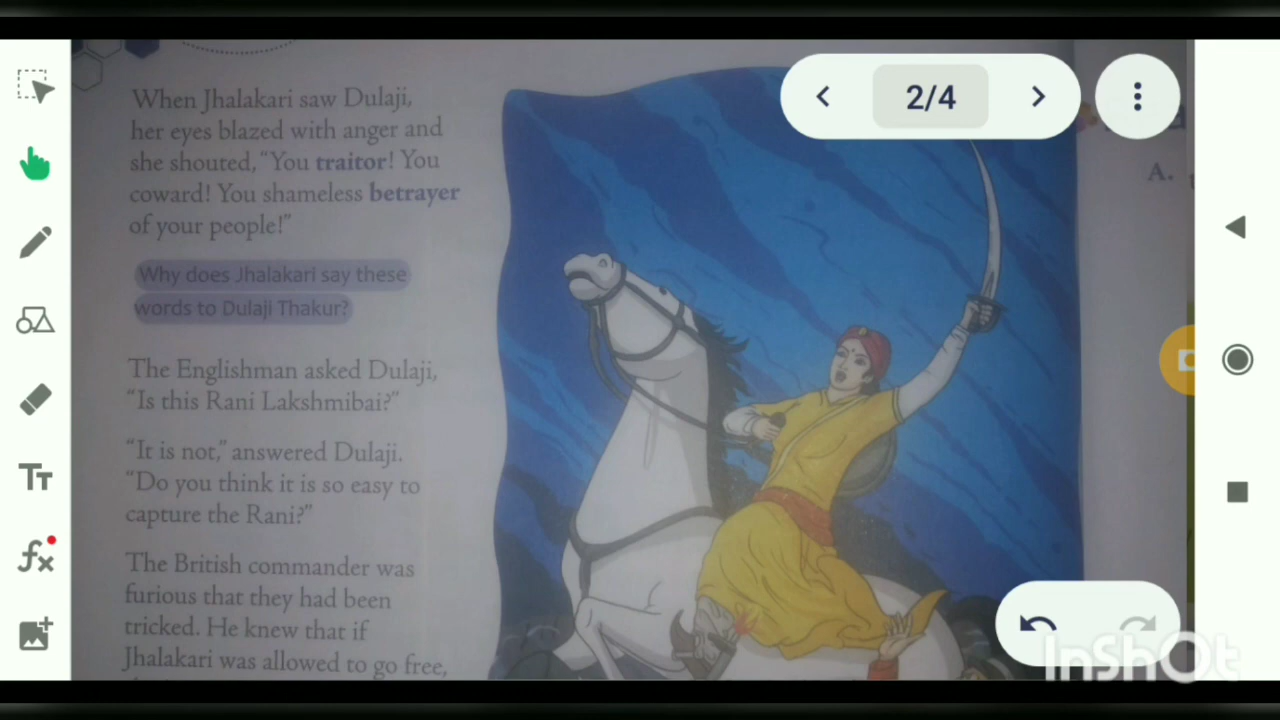 When Jhalakari saw Dulaji,
her eyes blazed with anger and
she shouted, "You traitor! You
coward! You shameless betrayer
of your people!"
Why does Jhalakari say these
words to Dulaji Thakur?
The Englishman asked Dulaji,
"Is this Rani Lakshmibai?"
"It is not," answered Dulaji.
"Do you think it is so easy to
capture the Rani?"
The British commander was
furious that they had been
tricked. He knew that if
Jhalakari was allowed to go free,
2/4
A.
TT
fx
InShOt